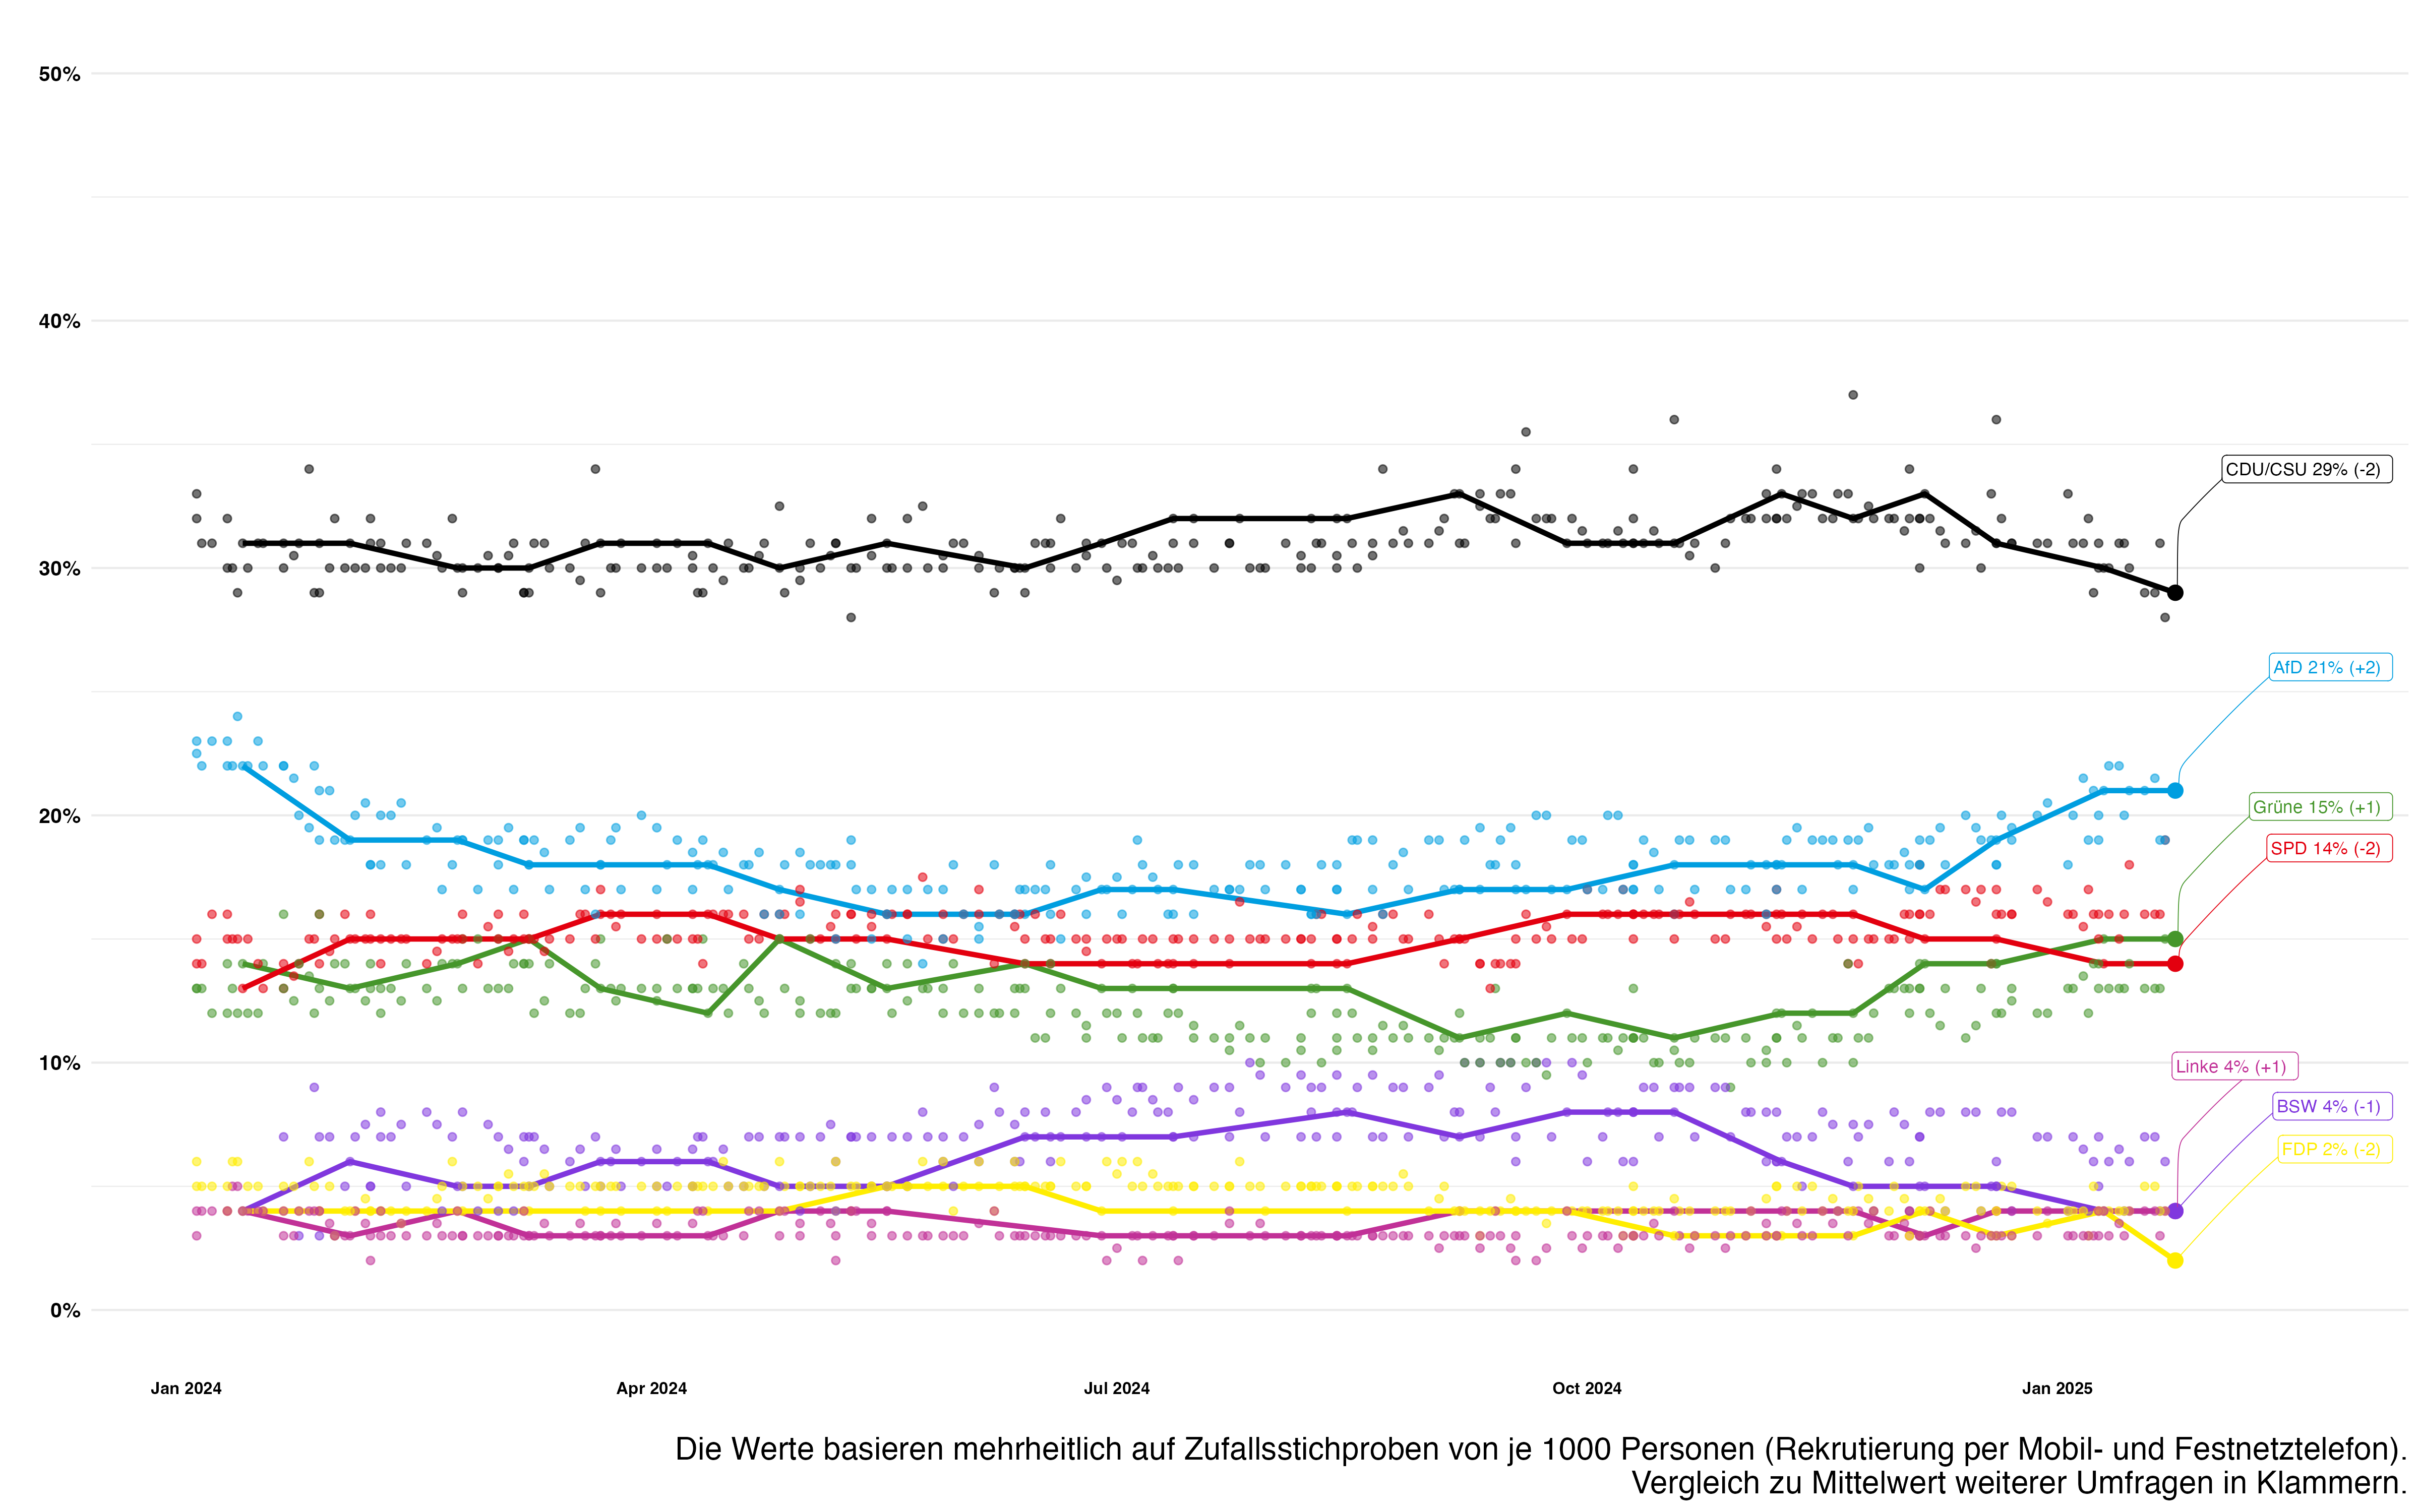 50%
40%
30%
20%
10%
0%
CDU/CSU 29% (-2)
AfD 21% (+2)
Grüne 15% (+1)
SPD 14% (-2)
Linke 4% (+1)
BSW 4% (-1)
FDP 2% (-2)
Jan 2024
Apr 2024
Jul 2024
Oct 2024
Jan 2025
Die Werte basieren mehrheitlich auf Zufallsstichproben von je 1000 Personen (Rekrutierung per Mobil- und Festnetztelefon).
Vergleich zu Mittelwert weiterer Umfragen in Klammern.